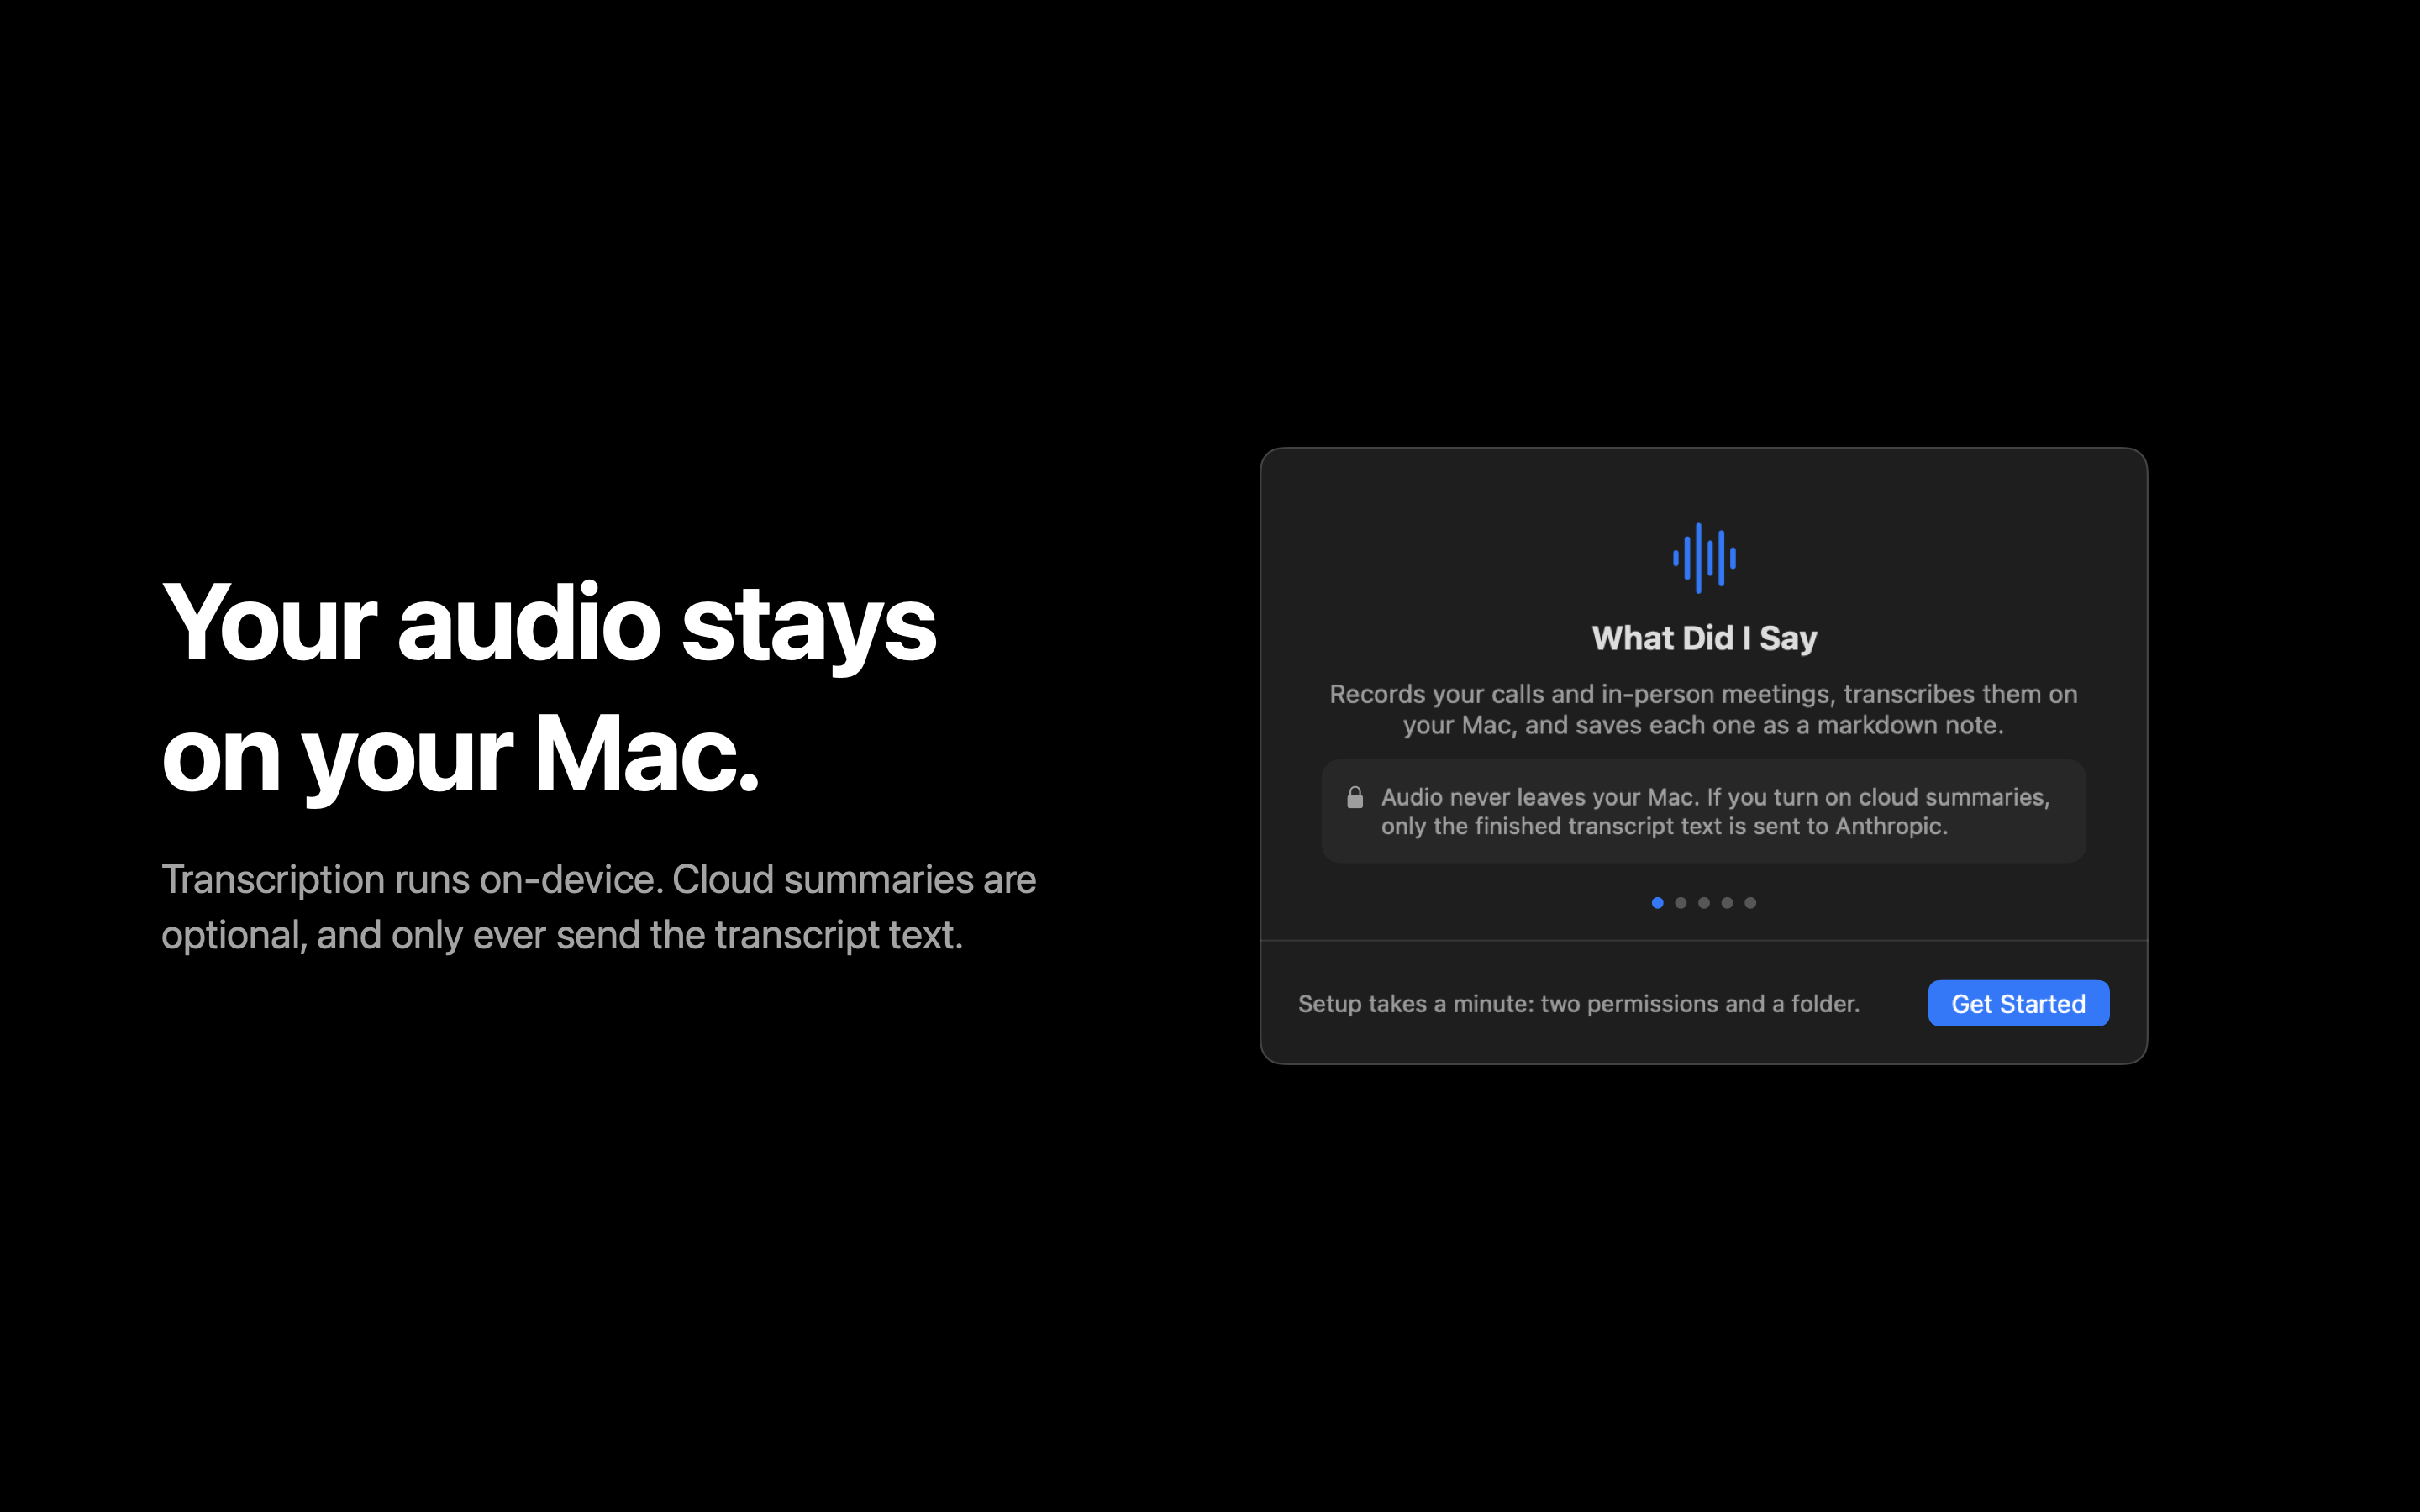 Your audio stays
on your Mac.
Transcription runs on-device. Cloud summaries are
optional, and only ever send the transcript text.
What Did I Say
Records your calls and in-person meetings, transcribes them on
your Mac, and saves each one as a markdown note.
Audio never leaves your Mac. If you turn on cloud summaries,
only the finished transcript text is sent to Anthropic.
Setup takes a minute: two permissions and a folder.
Get Started